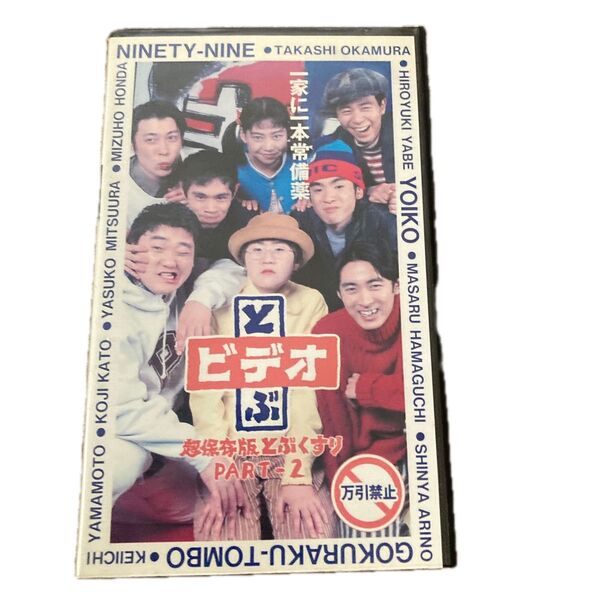 NINETY-NINE ●TAKASHI OKAMURA●
●HIROYUKI YABE YOIKO ●MASARU HAMAGUCHI
●SHINYA ARINO
GOKURAKU-TOMBO ●KEIICHI
YAMAMOTO ●KOJI KATO ●YASUKO MITSUURA ●MIZUHO HONDA
一家に一本常備薬
と
ビデオ
ぶ
超保存版とぶくすり
PART-2
万引禁止